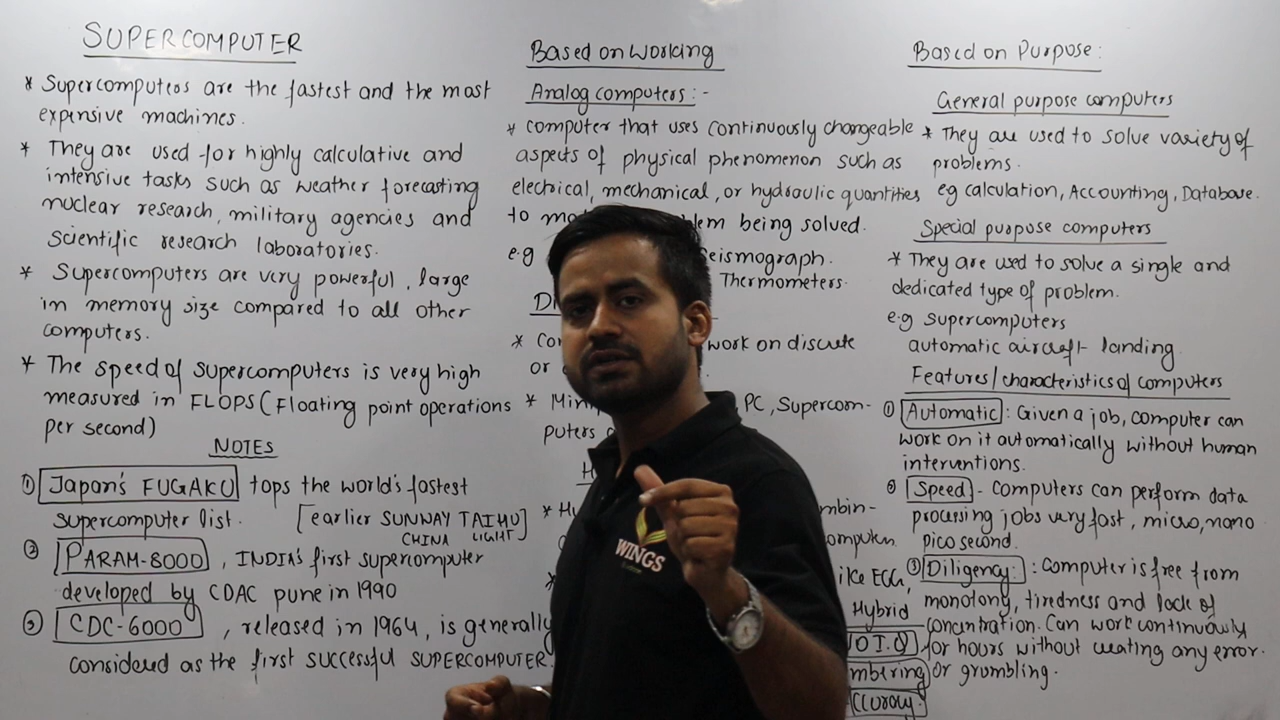 SUPERCOMPUTER
* Supercomputers are the fastest and the most
expensive machines.
* They are used for highly calculative and
intensive tasks such as weather forecasting
nuclear research, military agencies and
scientific research laboratories.
* Supercomputers are very powerful, large
in memory size compared to all other
computers.
* The speed of supercomputers is very high
measured in FLOPS (Floating point operations
per second)
NOTES
① Japan's FUGAKU tops the world's fastest
supercomputer list. [earlier SUNWAY TAIHU]
CHINA LIGHT
② PARAM-8000, INDIA's first supercomputer
developed by CDAC pune in 1990
③ CDC-6000, released in 1964, is generally
considered as the first successful SUPERCOMPUTER.
Based on Working
Analog computers:-
* computer that uses continuously changeable
aspects of physical phenomenon such as
electrical, mechanical, or hydraulic quantities
to being solved.
e.g
Thermometers.
* work on discrete
or
* PC, Supercom-
puters
* 
ECG,
Hybrid
WINGS
Based on Purpose:
General purpose computers
* They are used to solve variety of
problems.
eg calculation, Accounting, Database.
Special purpose computers
* They are used to solve a single and
dedicated type of problem.
e.g supercomputers
automatic aircraft landing.
Features/characteristics of computers
① Automatic: Given a job, computer can
work on it automatically without human
interventions.
② Speed - Computers can perform data
processing jobs very fast, micro, nano
pico second.
③ Diligency: : Computer is free from
monotony, tiredness and lack of
concentration. Can work continuously
for hours without creating any error.
or grumbling.